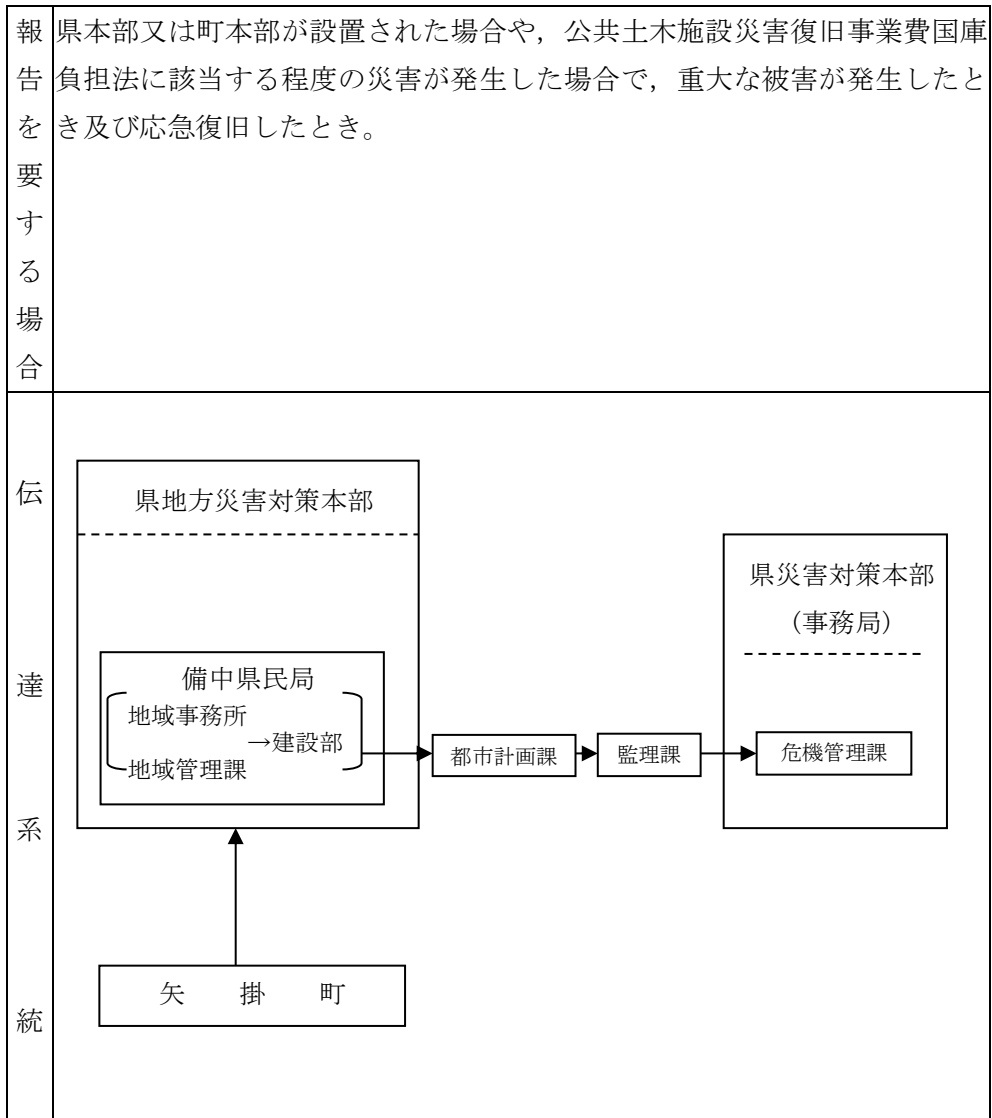 報告を要する場合
県本部又は町本部が設置された場合や，公共土木施設災害復旧事業費国庫
負担法に該当する程度の災害が発生した場合で，重大な被害が発生したと
き及び応急復旧したとき。
伝達系統
県地方災害対策本部
備中県民局
地域事務所
→建設部
地域管理課
都市計画課
監理課
県災害対策本部
（事務局）
危機管理課
矢　掛　町